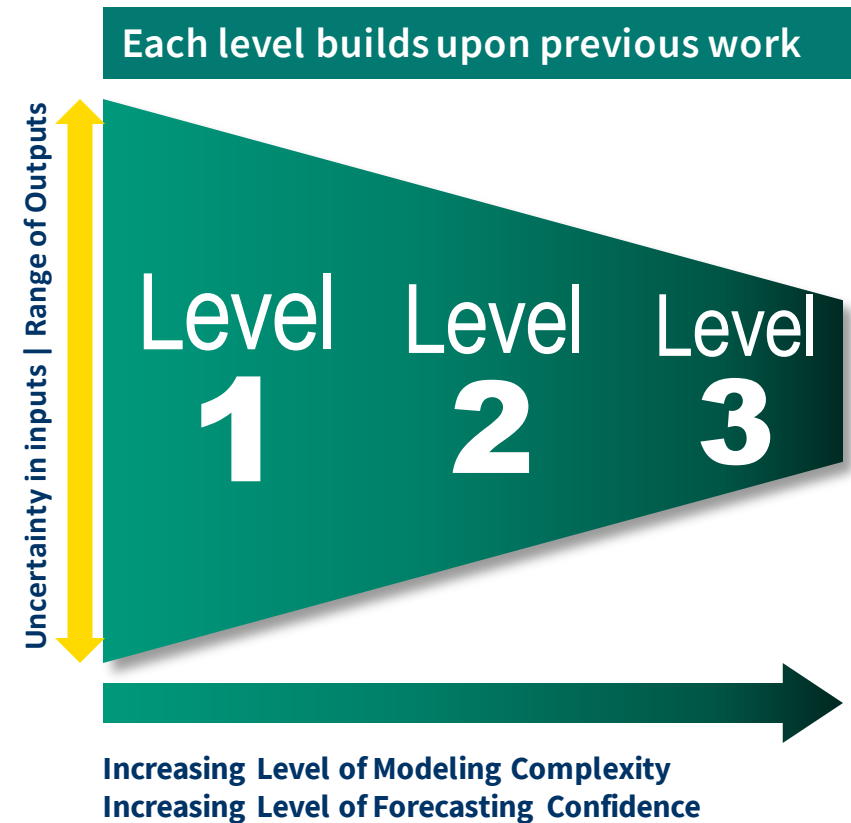 Each level builds upon previous work
Uncertainty in inputs | Range of Outputs
Level
1
Level
2
Level
3
Increasing Level of Modeling Complexity
Increasing Level of Forecasting Confidence